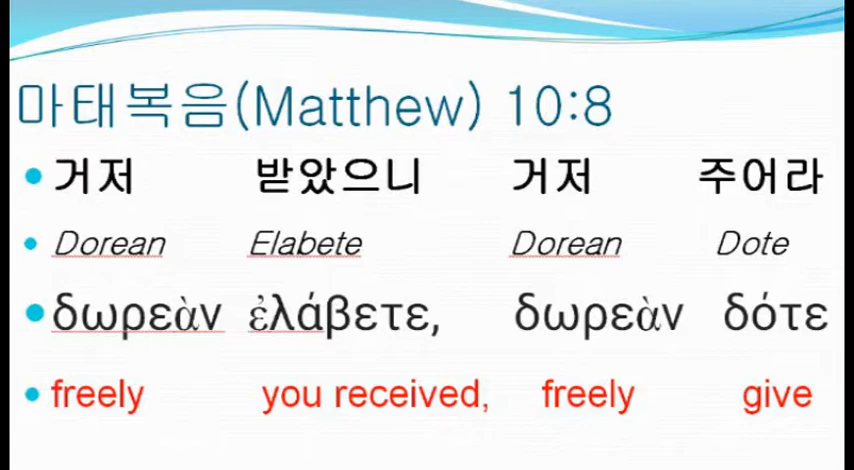 마태복음(Matthew) 10:8
거저 받았으니 거저 주어라
Dorean Elabete Dorean Dote
δωρεὰν ἐλάβετε, δωρεὰν δότε
freely you received, freely give